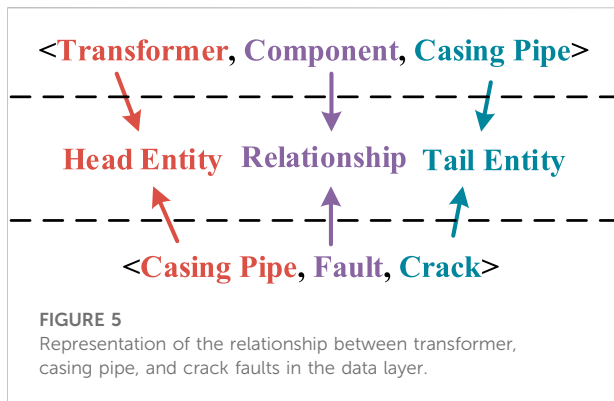 <Transformer, Component, Casing Pipe>
Head Entity Relationship Tail Entity
<Casing Pipe, Fault, Crack>
FIGURE 5
Representation of the relationship between transformer,
casing pipe, and crack faults in the data layer.